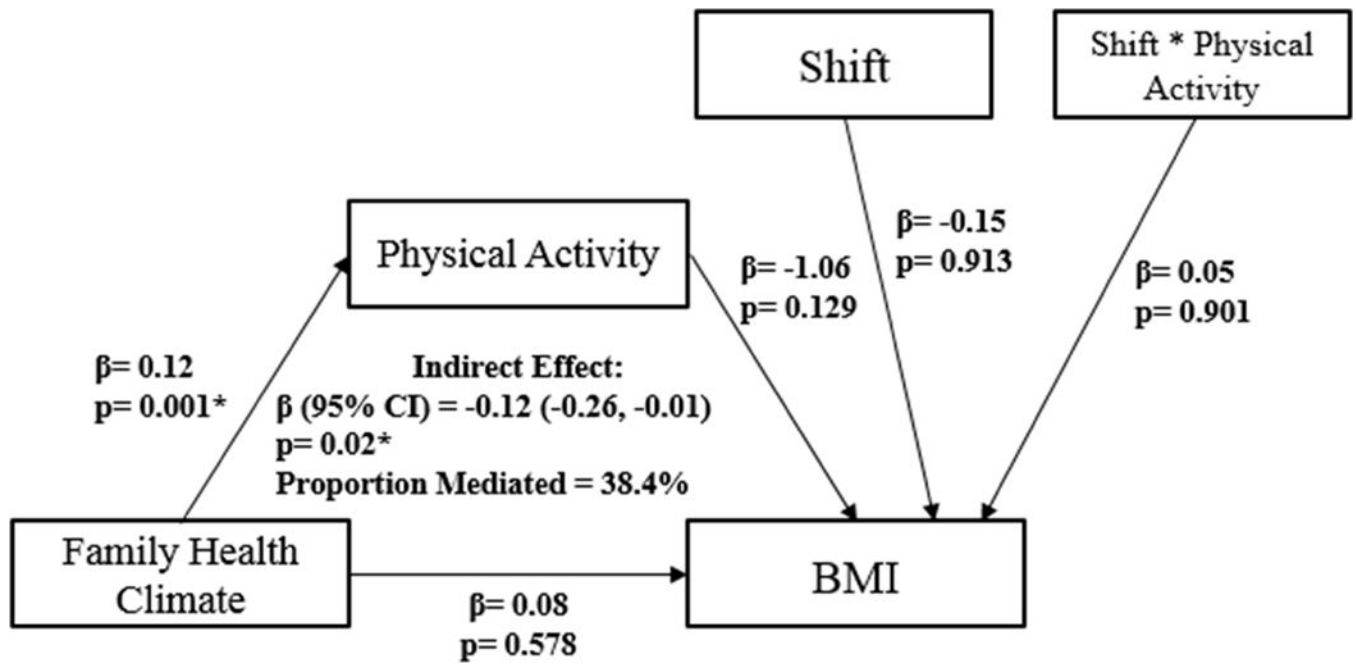 Shift
Shift * Physical
Activity
Physical Activity
β= -0.15
p= 0.913
β= -1.06
p= 0.129
β= 0.05
p= 0.901
β= 0.12
p= 0.001*
Indirect Effect:
β (95% CI) = -0.12 (-0.26, -0.01)
p= 0.02*
Proportion Mediated = 38.4%
Family Health
Climate
BMI
β= 0.08
p= 0.578